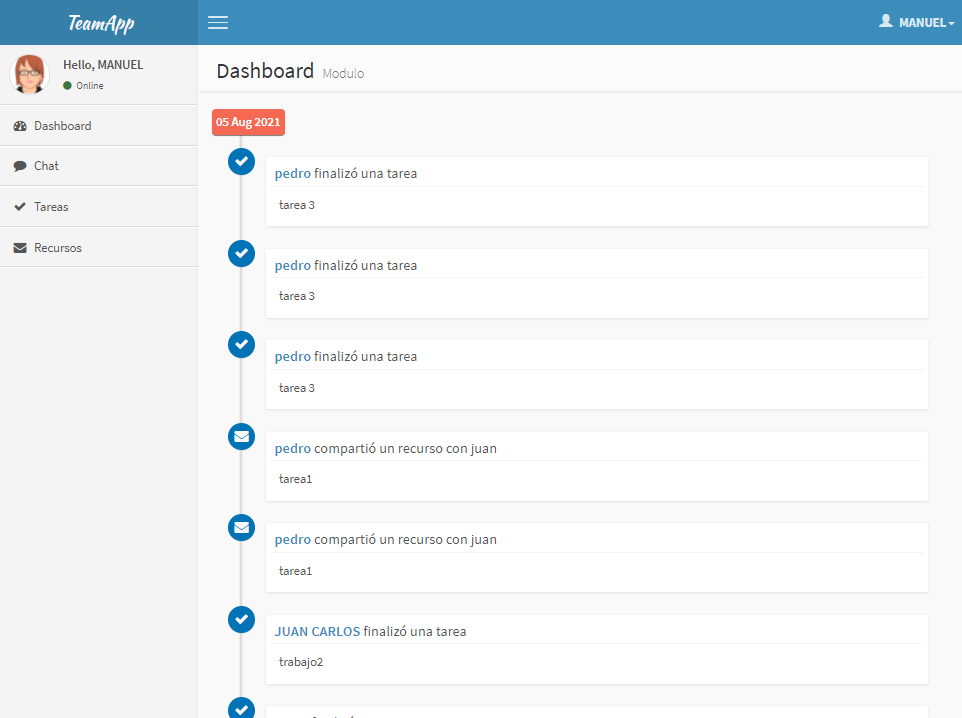 TeamApp
MANUEL
Hello, MANUEL
Online
Dashboard
Chat
Tareas
Recursos
Dashboard Modulo
05 Aug 2021
pedro finalizó una tarea
tarea 3
pedro finalizó una tarea
tarea 3
pedro finalizó una tarea
tarea 3
pedro compartió un recurso con juan
tarea1
pedro compartió un recurso con juan
tarea1
JUAN CARLOS finalizó una tarea
trabajo2